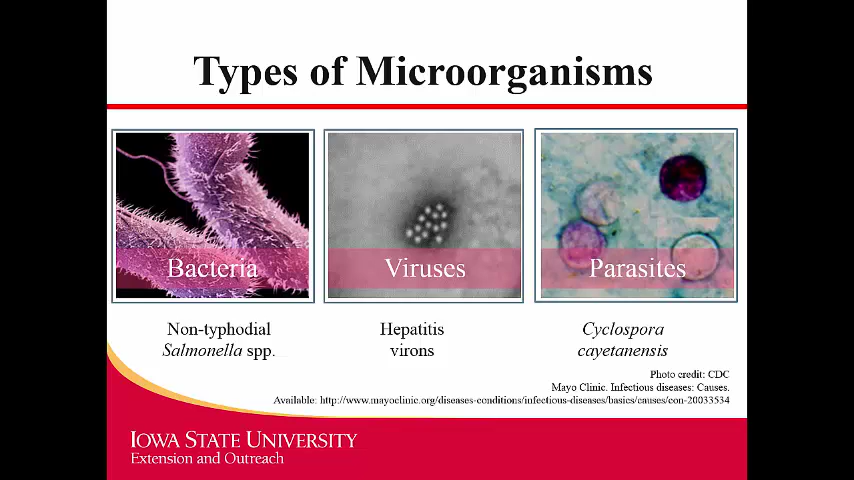 Types of Microorganisms
Bacteria
Viruses
Parasites
Non-typhodial
Salmonella spp.
Hepatitis
virons
Cyclospora
cayetanensis
Photo credit: CDC
Mayo Clinic. Infectious diseases: Causes.
Available: http://www.mayoclinic.org/diseases-conditions/infectious-diseases/basics/causes/con-20033534
IOWA STATE UNIVERSITY
Extension and Outreach